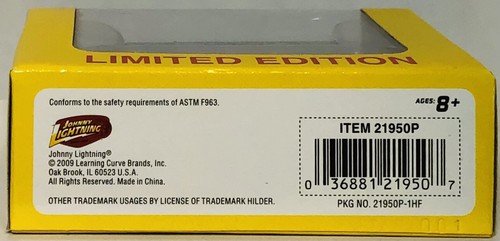 LIMITED EDITION
Conforms to the safety requirements of ASTM F963.
AGES: 8+
JOHNNY
LIGHTNING
Johnny Lightning®
© 2009 Learning Curve Brands, Inc.
Oak Brook, IL 60523 U.S.A.
All Rights Reserved. Made in China.
OTHER TRADEMARK USAGES BY LICENSE OF TRADEMARK HILDER.
ITEM 21950P
0 36881 21950 7
PKG NO. 21950P-1HF